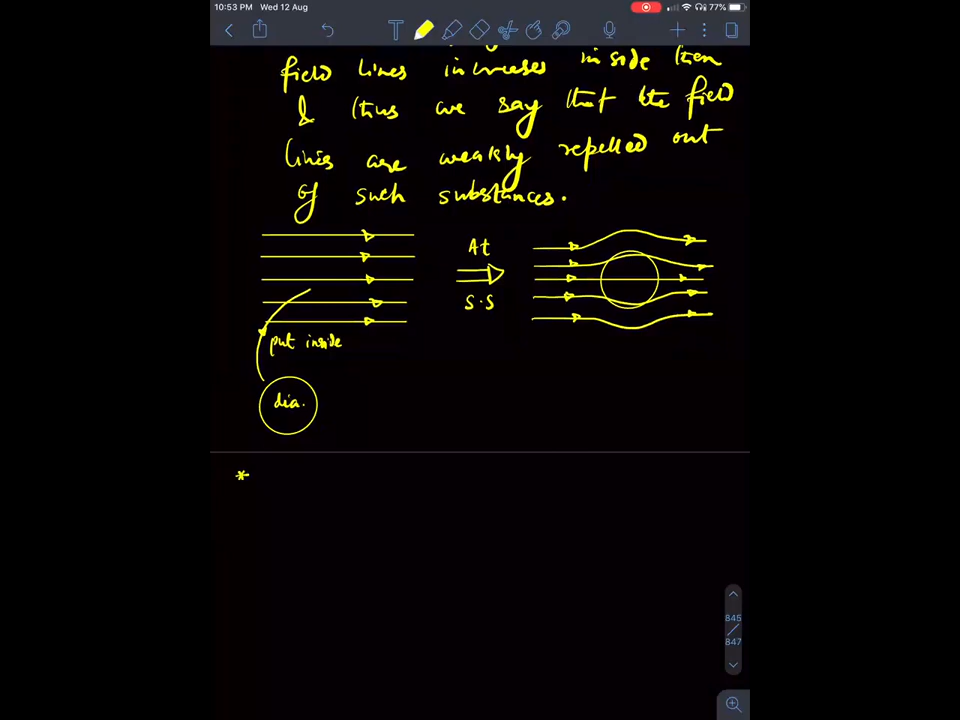 10:53 PM Wed 12 Aug
77%
T
field lines increases inside then
& thus we say that the field
lines are weakly repelled out
of such substances.
At
S.S
put inside
dia.
*
845
847